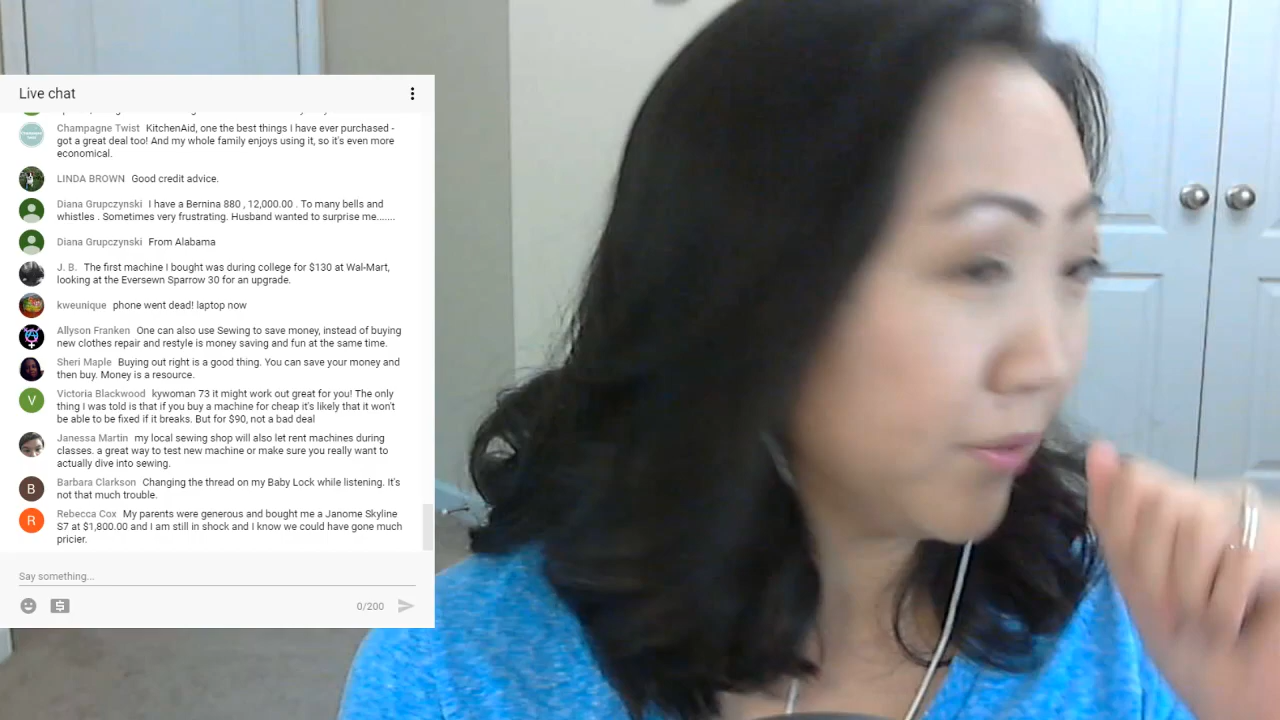 Live chat
Champagne Twist KitchenAid, one the best things I have ever purchased -
got a great deal too! And my whole family enjoys using it, so it's even more
economical.
LINDA BROWN Good credit advice.
Diana Grupczynski I have a Bernina 880 , 12,000.00 . To many bells and
whistles . Sometimes very frustrating. Husband wanted to surprise me.......
Diana Grupczynski From Alabama
J. B. The first machine I bought was during college for $130 at Wal-Mart,
looking at the Eversewn Sparrow 30 for an upgrade.
kweunique phone went dead! laptop now
Allyson Franken One can also use Sewing to save money, instead of buying
new clothes repair and restyle is money saving and fun at the same time.
Sheri Maple Buying out right is a good thing. You can save your money and
then buy. Money is a resource.
V
Victoria Blackwood kywoman 73 it might work out great for you! The only
thing I was told is that if you buy a machine for cheap it's likely that it won't
be able to be fixed if it breaks. But for $90, not a bad deal
Janessa Martin my local sewing shop will also let rent machines during
classes. a great way to test new machine or make sure you really want to
actually dive into sewing.
B
Barbara Clarkson Changing the thread on my Baby Lock while listening. It's
not that much trouble.
R
Rebecca Cox My parents were generous and bought me a Janome Skyline
S7 at $1,800.00 and I am still in shock and I know we could have gone much
pricier.
Say something...
0/200